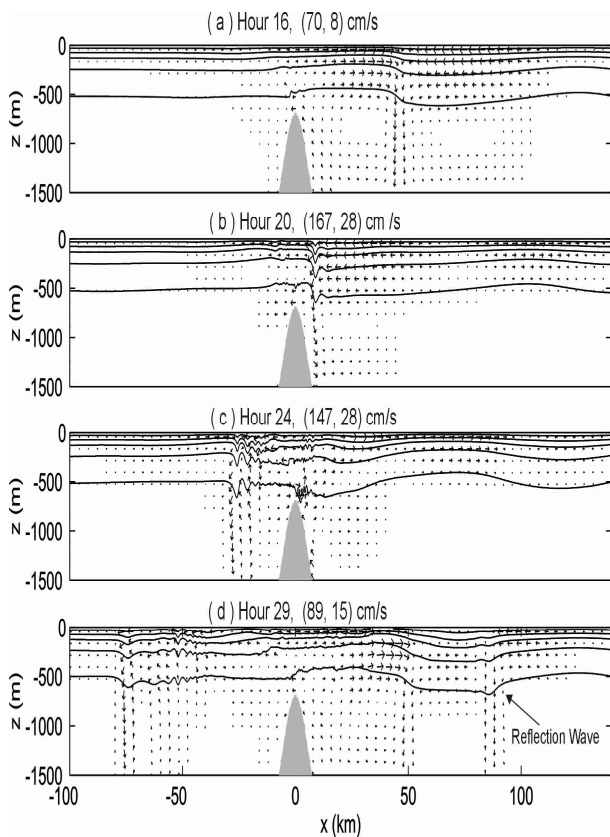 ( a ) Hour 16, (70, 8) cm/s
0
-500
-1000
-1500
z (m)
( b ) Hour 20, (167, 28) cm /s
0
-500
-1000
-1500
z (m)
( c ) Hour 24, (147, 28) cm/s
0
-500
-1000
-1500
z (m)
( d ) Hour 29, (89, 15) cm/s
0
-500
-1000
-1500
z (m)
Reflection Wave
-100 -50 0 50 100
x (km)